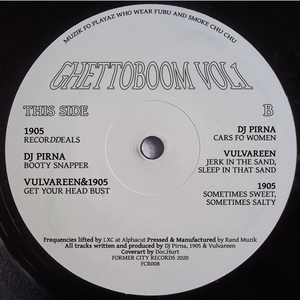 MUZIK FO PLAYAZ WHO WEAR FUBU AND SMOKE CHU CHU
GHETTOBOOM VOL1
THIS SIDE
B
1905
RECORDDEALS
DJ PIRNA
BOOTY SNAPPER
VULVAREEN&1905
GET YOUR HEAD BUST
DJ PIRNA
CARS FO WOMEN
VULVAREEN
JERK IN THE SAND,
SLEEP IN THAT SAND
1905
SOMETIMES SWEET,
SOMETIMES SALTY
Frequencies lifted by LXC at Alphacut Pressed & Manufactured by Rand Muzik
All tracks written and produced by DJ Pirna, 1905 & Vulvareen
Coverart by Doc.Hurt
FORMER CITY RECORDS 2020
FCR008